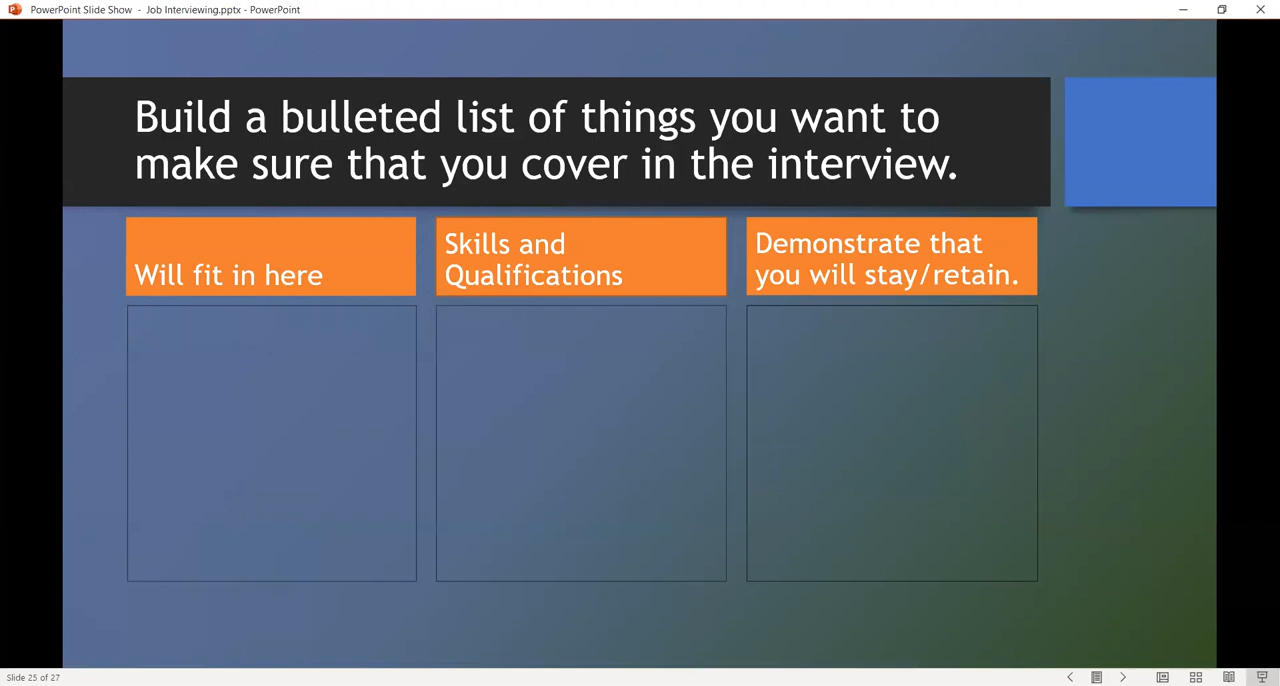 PowerPoint Slide Show - Job Interviewing.pptx - PowerPoint
Build a bulleted list of things you want to
make sure that you cover in the interview.
Will fit in here
Skills and
Qualifications
Demonstrate that
you will stay/retain.
Slide 25 of 27